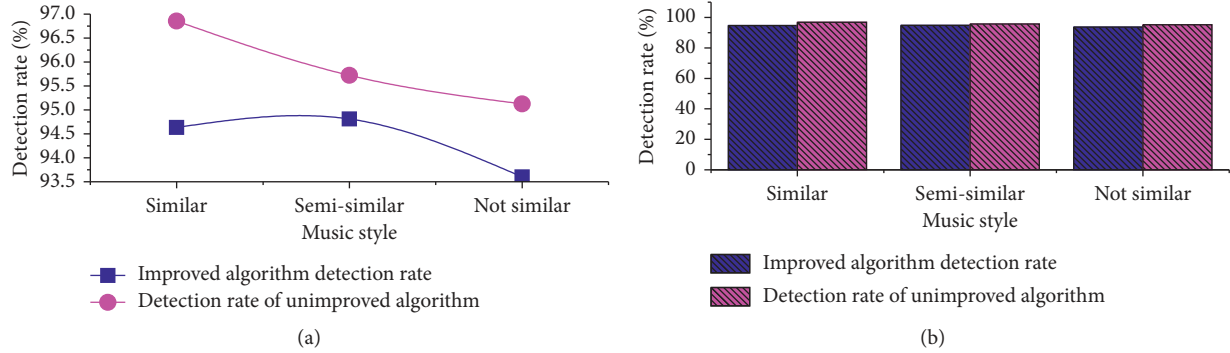 97.0
96.5
96.0
95.5
95.0
94.5
94.0
93.5
Detection rate (%)
Similar Semi-similar Not similar
Music style
Improved algorithm detection rate
Detection rate of unimproved algorithm
(a)
100
80
60
40
20
0
Detection rate (%)
Similar Semi-similar Not similar
Music style
Improved algorithm detection rate
Detection rate of unimproved algorithm
(b)